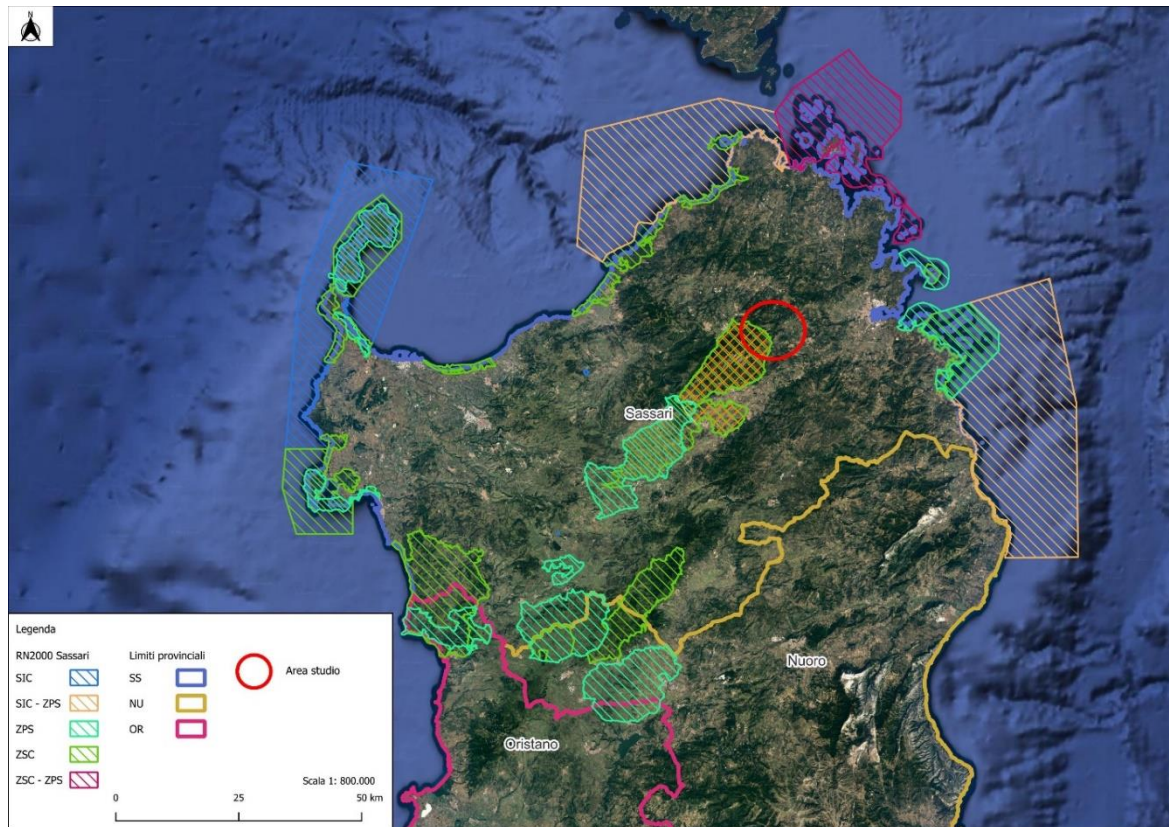 N
Sassari
Nuoro
Oristano
Legenda
RN2000 Sassari
SIC
SIC - ZPS
ZPS
ZSC
ZSC - ZPS
Limiti provinciali
SS
NU
OR
Area studio
Scala 1: 800.000
0 25 50 km